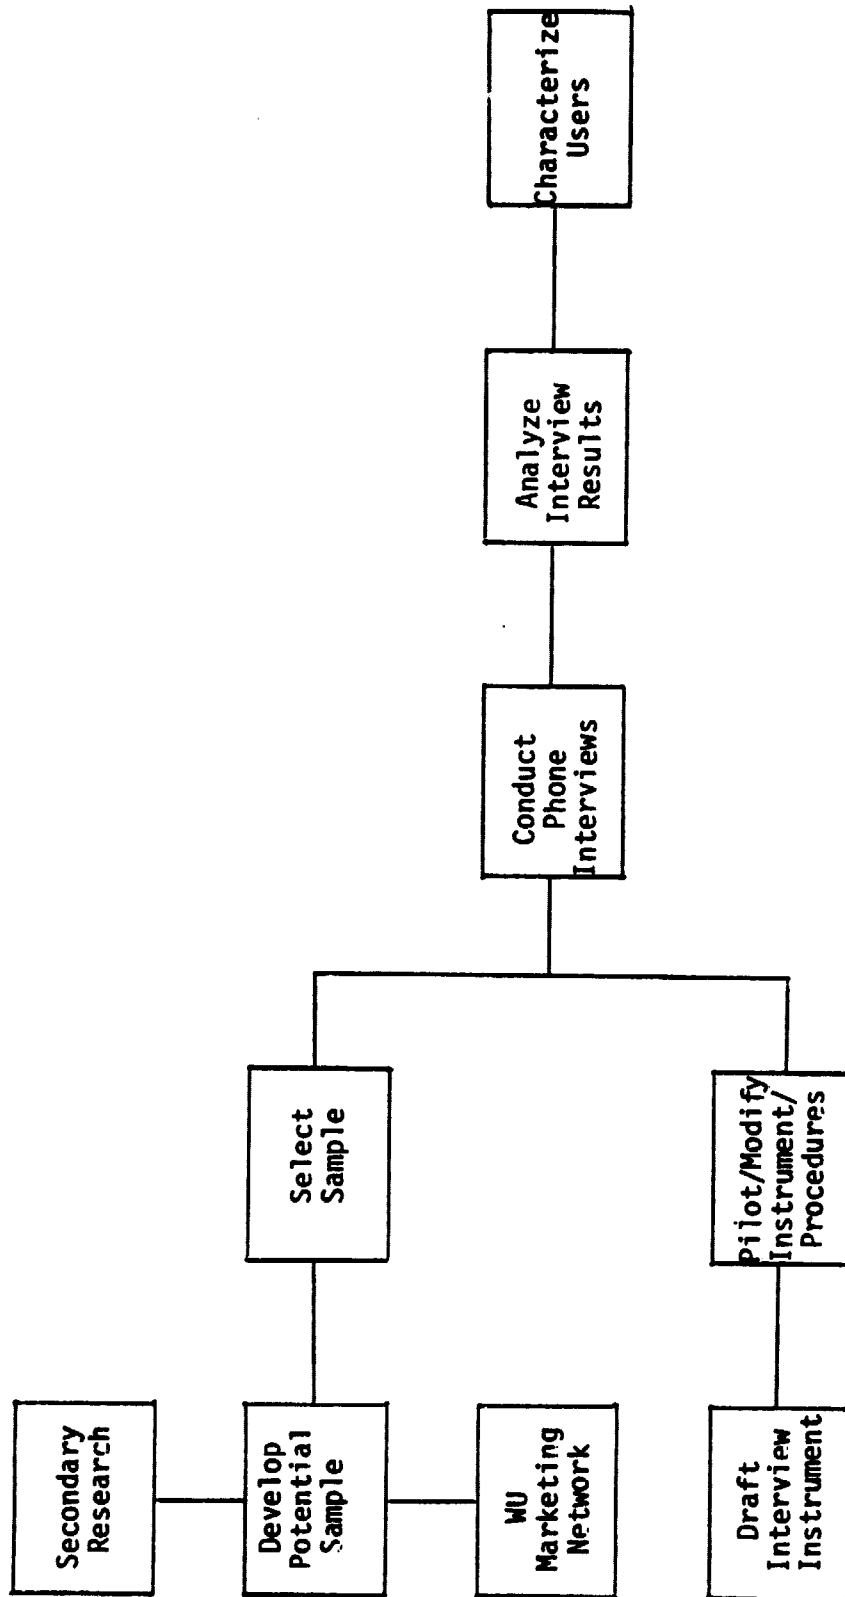 Secondary
Research
Develop
Potential
Sample
WU
Marketing
Network
Draft
Interview
Instrument
Select
Sample
Pilot/Modify
Instrument/
Procedures
Conduct
Phone
Interviews
Analyze
Interview
Results
Characterize
Users